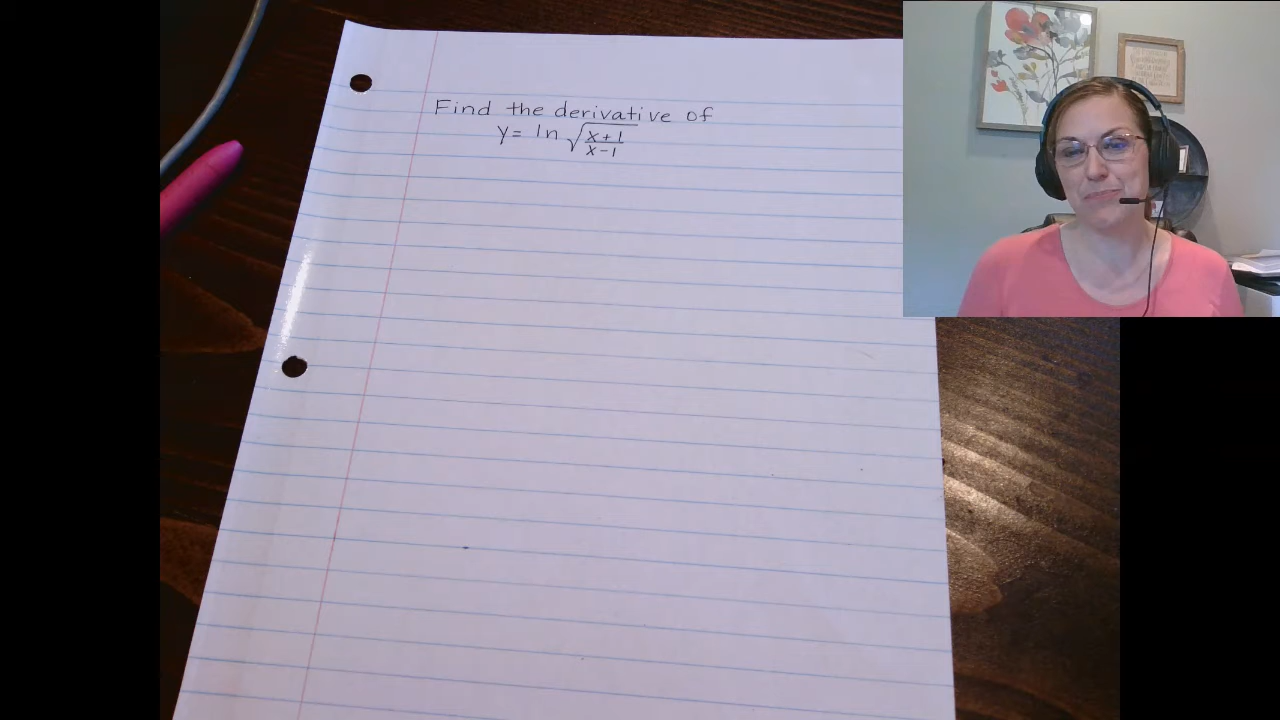 Find the derivative of
y = ln √((x+1)/(x-1))